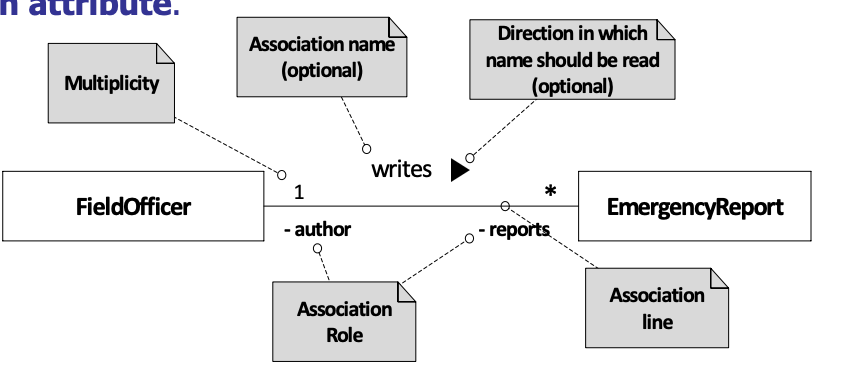 n attribute.
Multiplicity
Association name
(optional)
Direction in which
name should be read
(optional)
writes
FieldOfficer
1
*
EmergencyReport
- author
- reports
Association
Role
Association
line